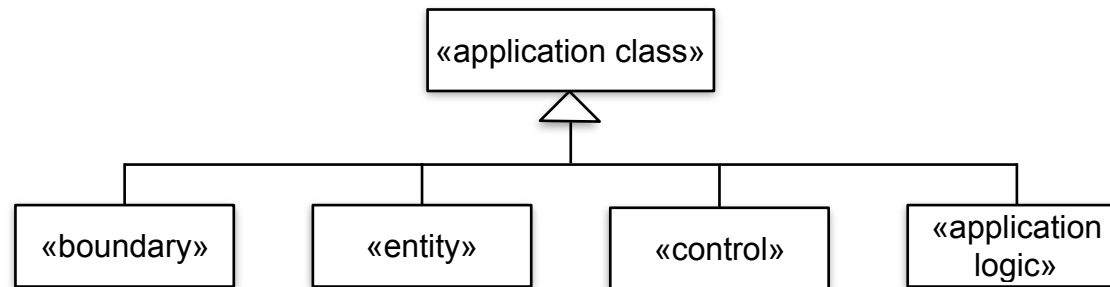 «application class»
«boundary»
«entity»
«control»
«application
logic»